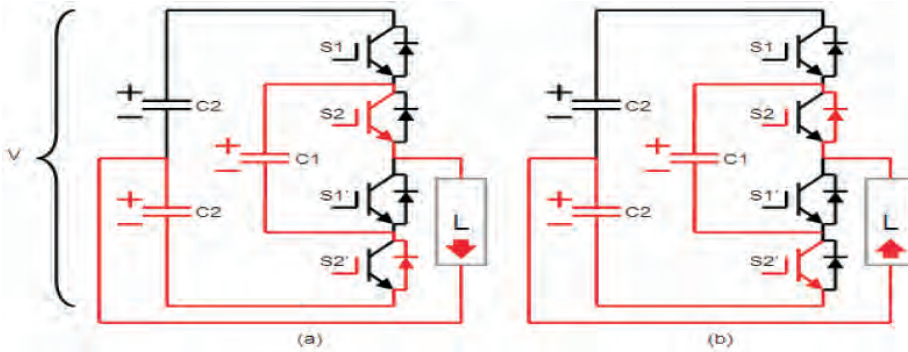 S1
+
−
C2
S2
+
−
C1
V
+
−
C2
S1'
L
S2'
(a)
S1
+
−
C2
S2
+
−
C1
+
−
C2
S1'
L
S2'
(b)